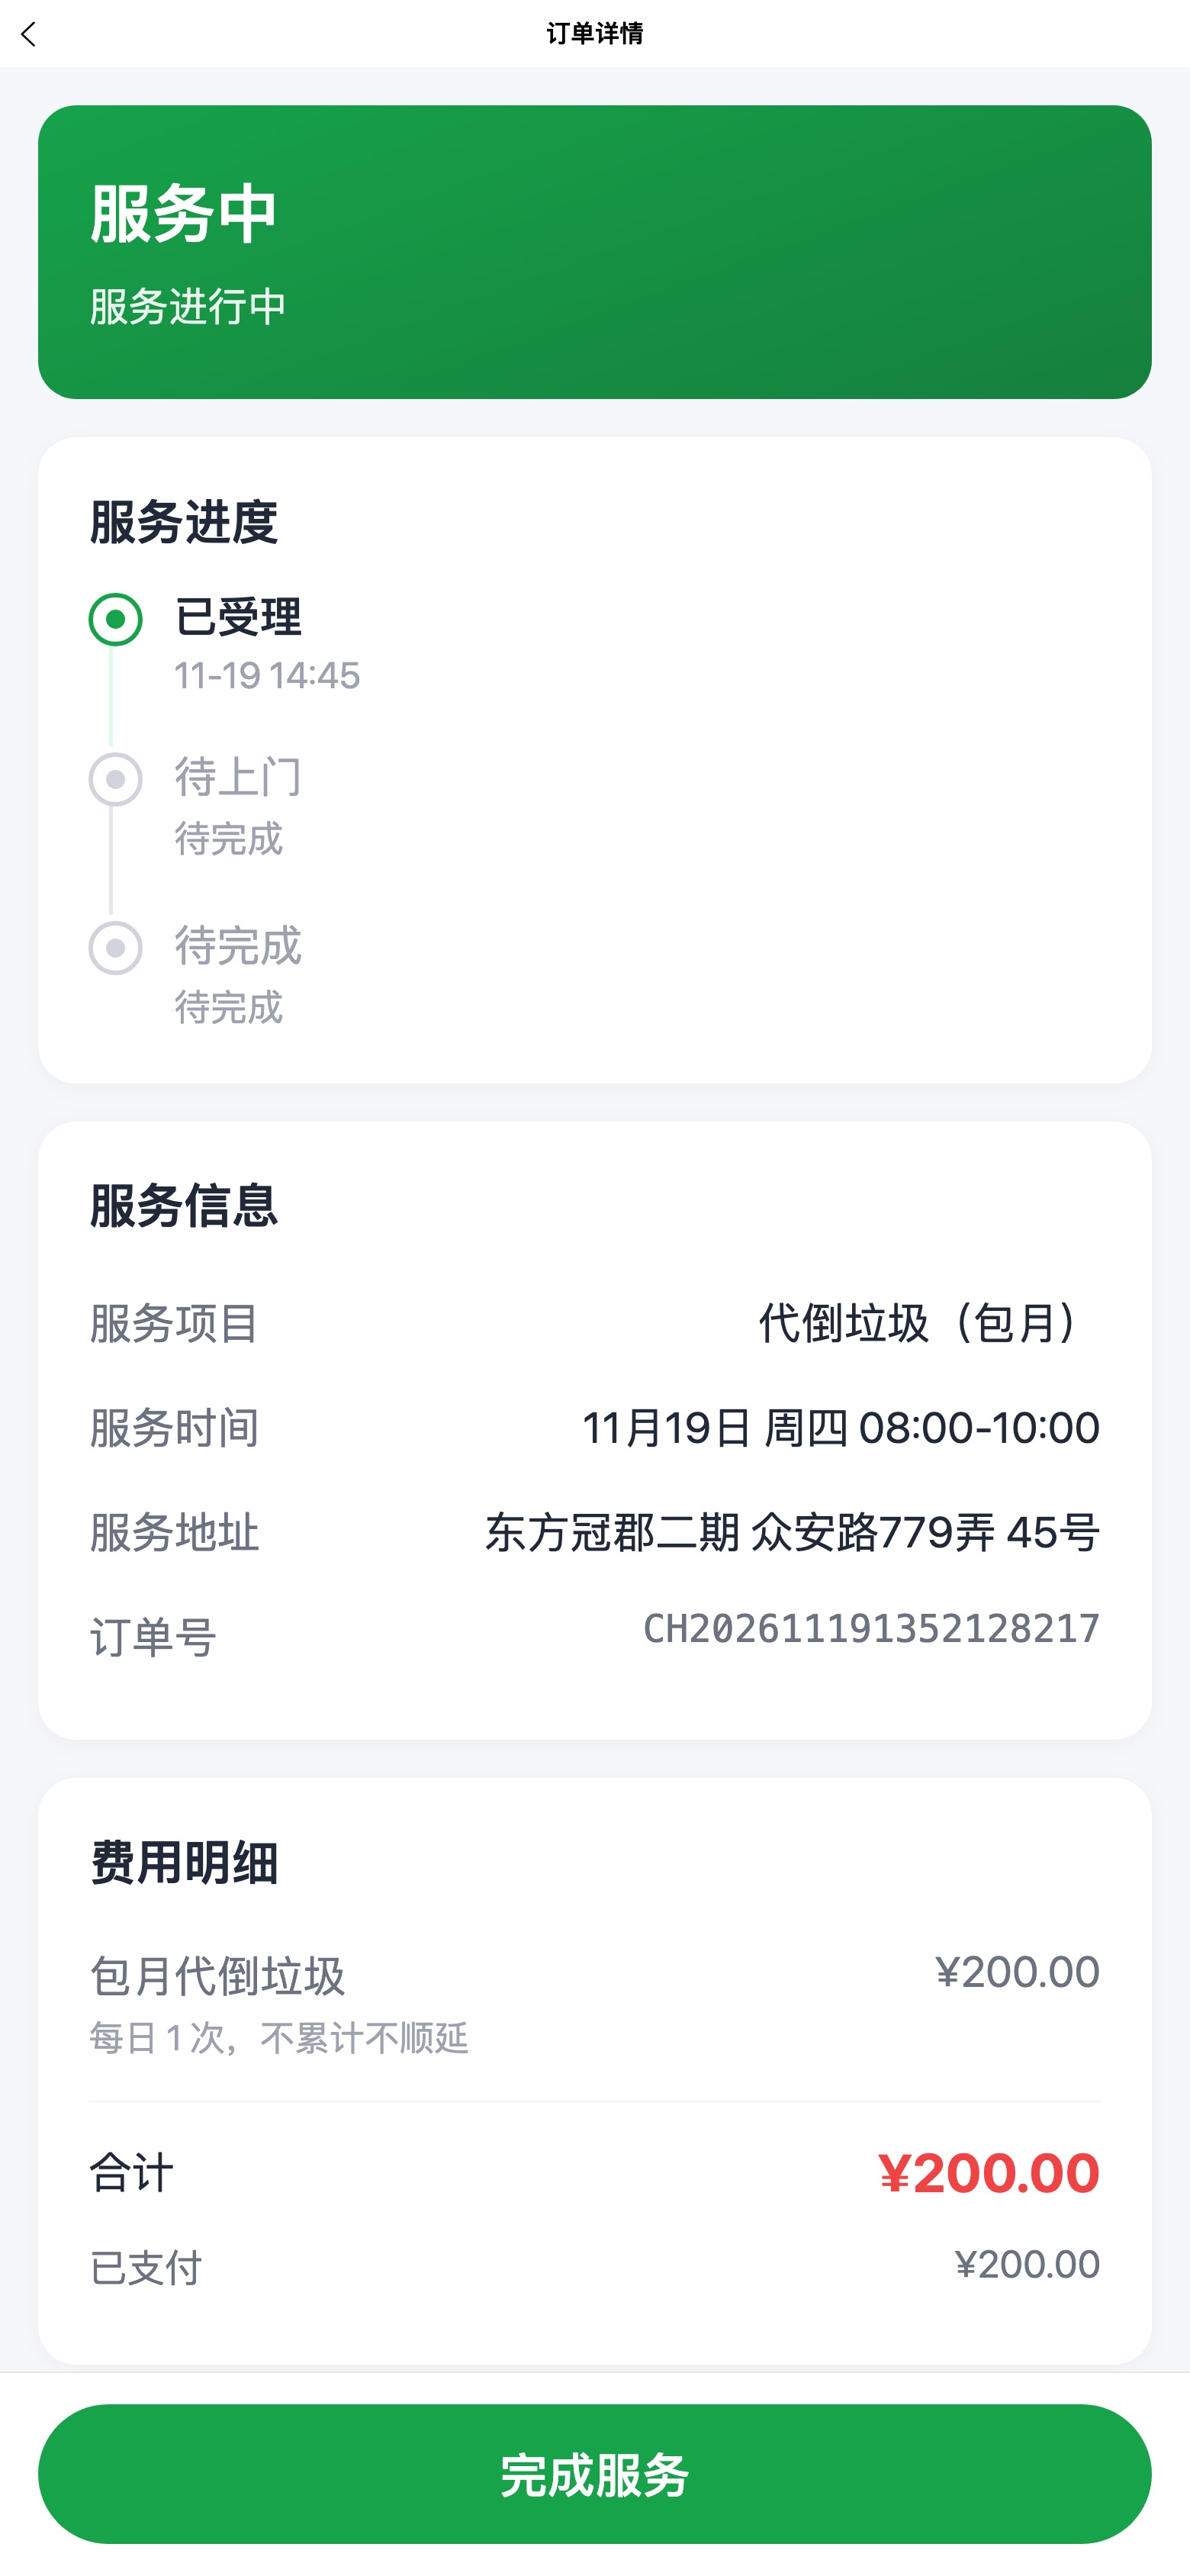 订单详情
服务中
服务进行中
服务进度
已受理
11-19 14:45
待上门
待完成
待完成
待完成
服务信息
服务项目 代倒垃圾（包月）
服务时间 11月19日 周四 08:00-10:00
服务地址 东方冠郡二期 众安路779弄 45号
订单号 CH202611191352128217
费用明细
包月代倒垃圾 ¥200.00
每日 1 次，不累计不顺延
合计 ¥200.00
已支付 ¥200.00
完成服务